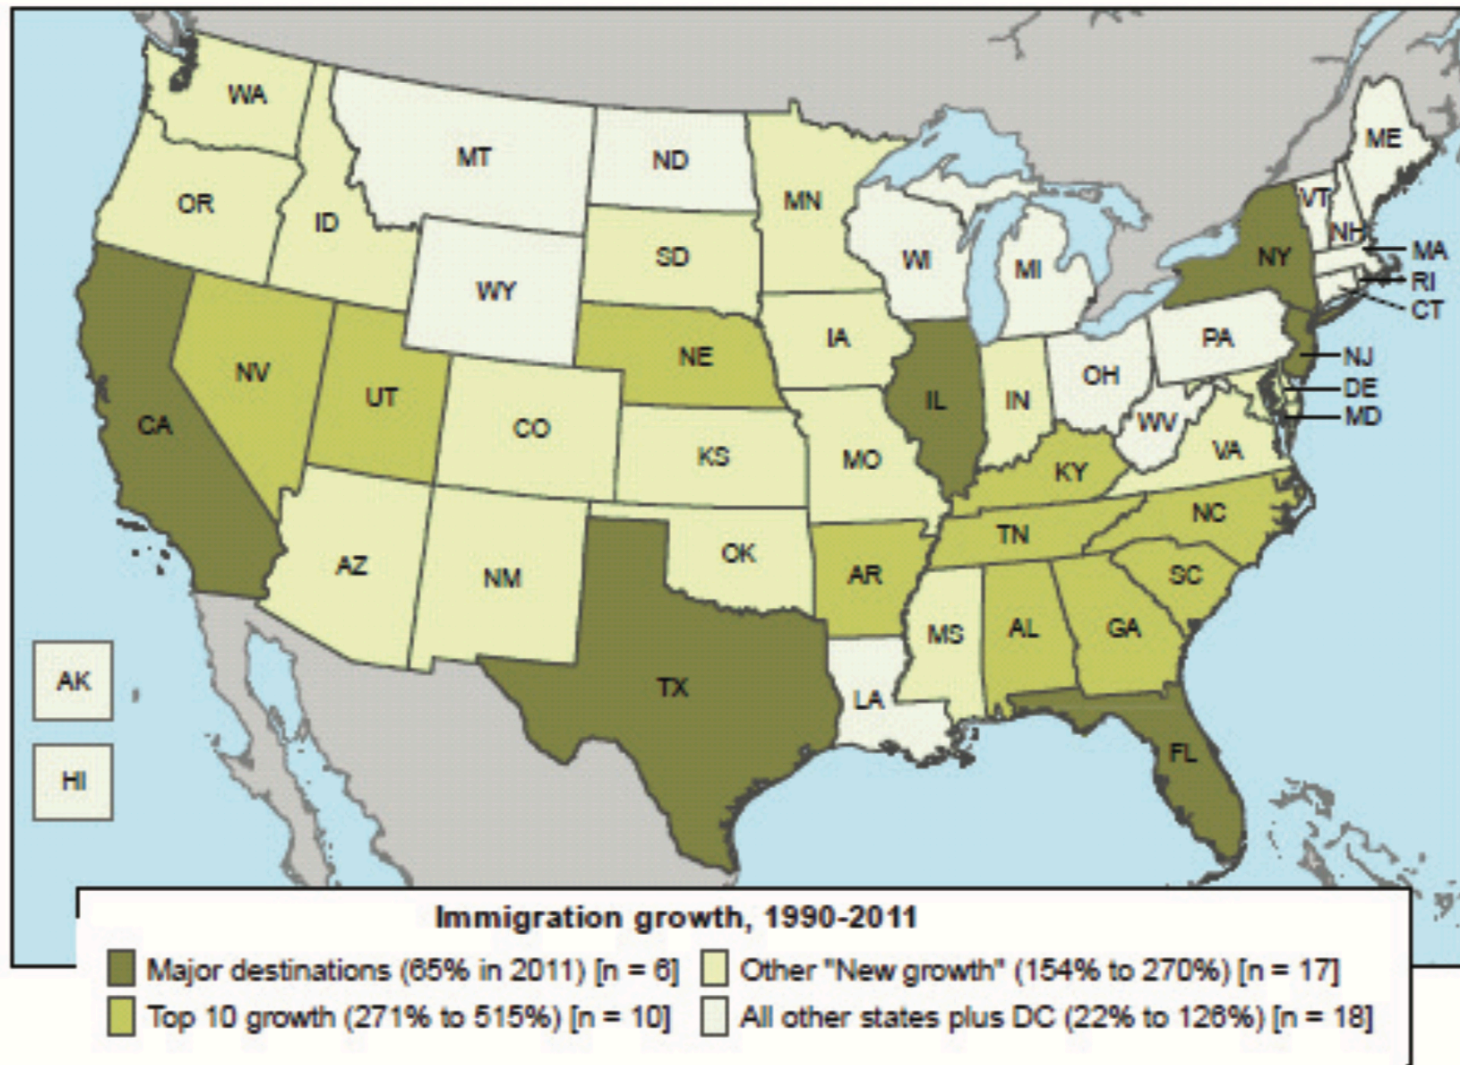 WA
MT
ND
ME
OR
ID
MN
VT
NH
SD
WI
MI
NY
MA
RI
CT
WY
IA
PA
NE
NJ
NV
UT
OH
DE
CA
CO
IL
IN
MD
WV
VA
KS
MO
KY
NC
TN
AZ
NM
OK
AR
SC
MS
AL
GA
AK
TX
LA
FL
HI
Immigration growth, 1990-2011
Major destinations (65% in 2011) [n = 6]
Other "New growth" (154% to 270%) [n = 17]
Top 10 growth (271% to 515%) [n = 10]
All other states plus DC (22% to 126%) [n = 18]